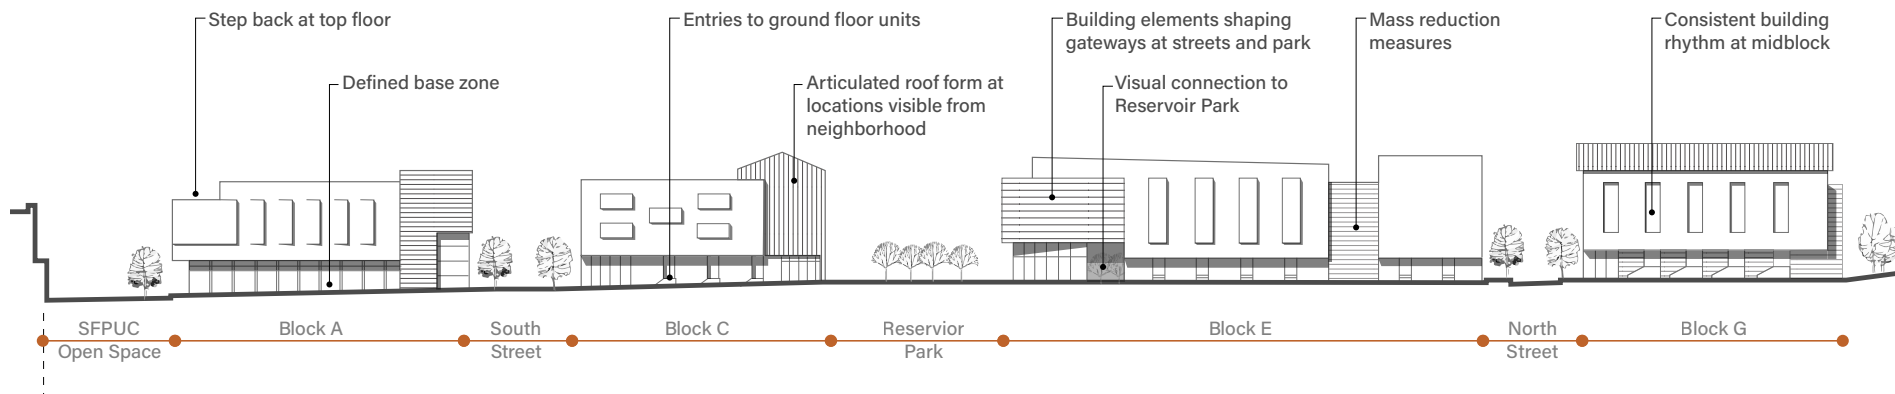 Step back at top floor
Defined base zone
Entries to ground floor units
Articulated roof form at
locations visible from
neighborhood
Building elements shaping
gateways at streets and park
Visual connection to
Reservoir Park
Mass reduction
measures
Consistent building
rhythm at midblock
SFPUC
Open Space
Block A
South
Street
Block C
Reservior
Park
Block E
North
Street
Block G